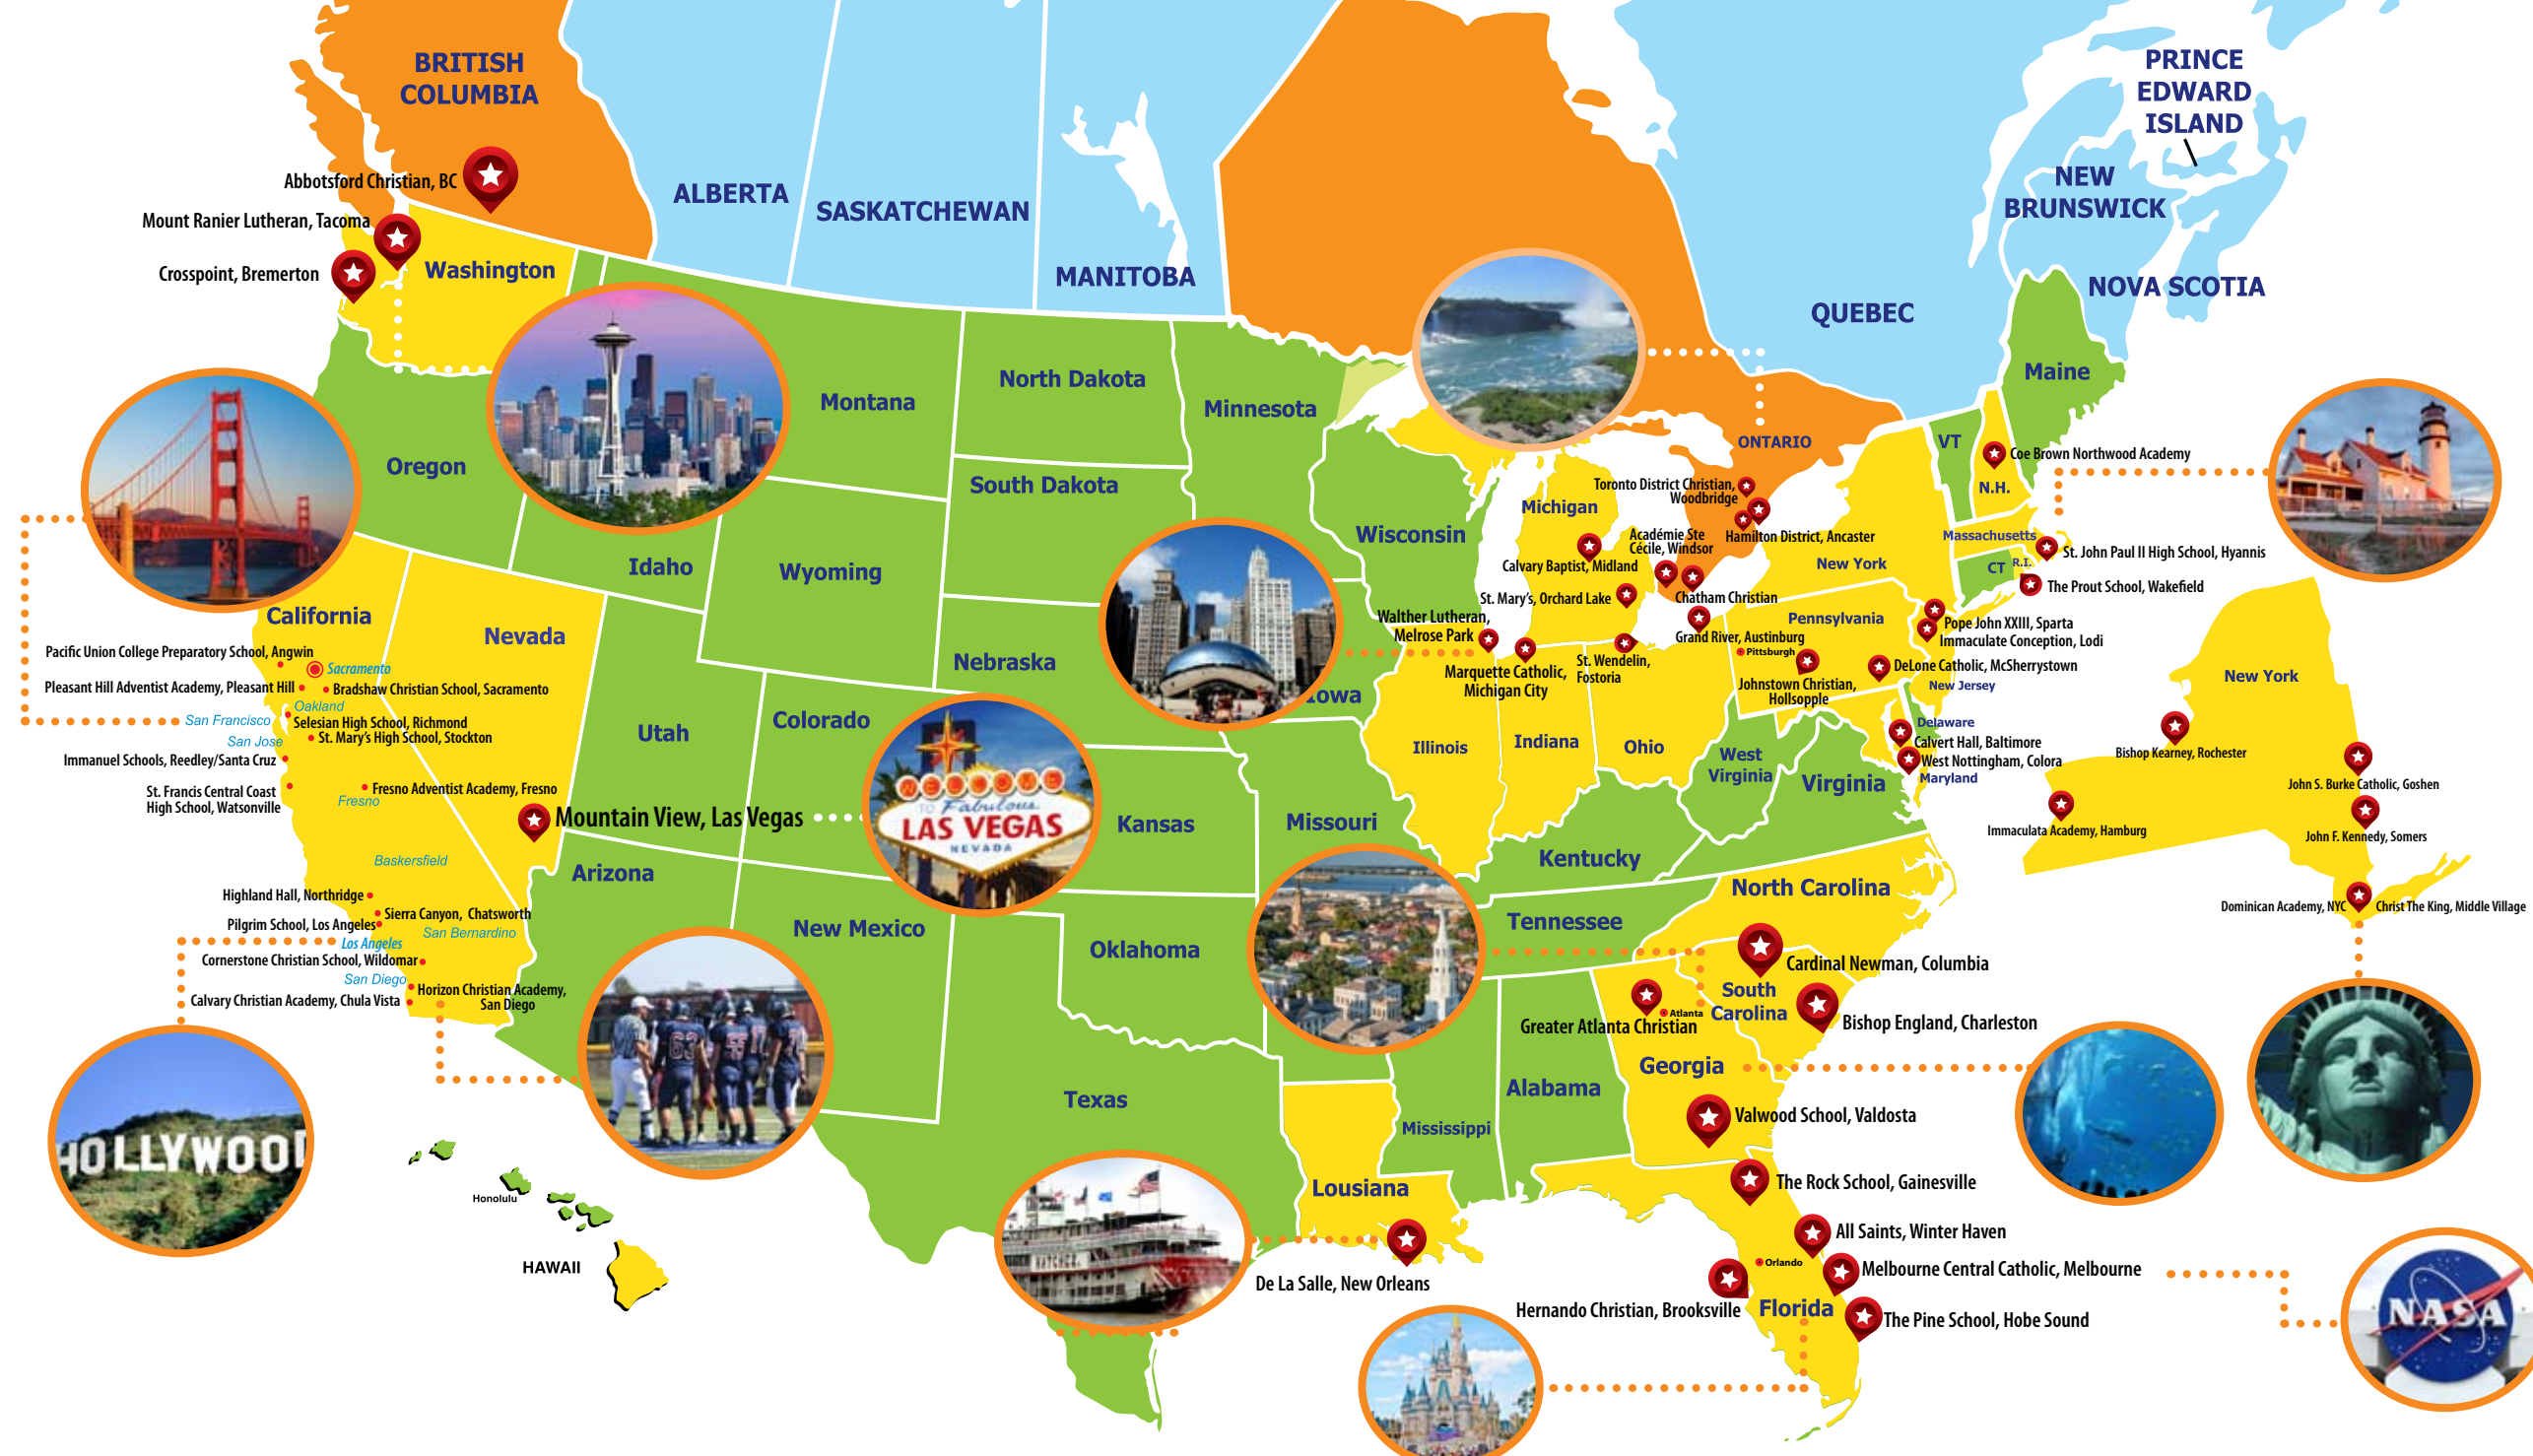 BRITISH
COLUMBIA
ALBERTA
SASKATCHEWAN
MANITOBA
QUEBEC
PRINCE
EDWARD
ISLAND
NEW
BRUNSWICK
NOVA SCOTIA
ONTARIO
Abbotsford Christian, BC
Mount Ranier Lutheran, Tacoma
Crosspoint, Bremerton
Washington
Oregon
Montana
North Dakota
Minnesota
South Dakota
Idaho
Wyoming
Wisconsin
Michigan
Maine
VT
N.H.
Coe Brown Northwood Academy
Toronto District Christian,
Woodbridge
Hamilton District, Ancaster
Académie Ste
Cécile, Windsor
Calvary Baptist, Midland
St. Mary's, Orchard Lake
Chatham Christian
New York
Massachusetts
CT
R.I.
St. John Paul II High School, Hyannis
The Prout School, Wakefield
Walther Lutheran,
Melrose Park
Grand River, Austinburg
Pittsburgh
Pennsylvania
Pope John XXIII, Sparta
Immaculate Conception, Lodi
DeLone Catholic, McSherrystown
New Jersey
Marquette Catholic,
Michigan City
St. Wendelin,
Fostoria
Johnstown Christian,
Hollsopple
Delaware
Calvert Hall, Baltimore
West Nottingham, Colora
Maryland
California
Nevada
Pacific Union College Preparatory School, Angwin
Sacramento
Pleasant Hill Adventist Academy, Pleasant Hill
Bradshaw Christian School, Sacramento
Oakland
San Francisco
Selesian High School, Richmond
San Jose
St. Mary's High School, Stockton
Immanuel Schools, Reedley/Santa Cruz
St. Francis Central Coast
High School, Watsonville
Fresno Adventist Academy, Fresno
Fresno
Mountain View, Las Vegas
Baskersfield
Highland Hall, Northridge
Sierra Canyon, Chatsworth
Pilgrim School, Los Angeles
San Bernardino
Los Angeles
Cornerstone Christian School, Wildomar
San Diego
Horizon Christian Academy,
San Diego
Calvary Christian Academy, Chula Vista
HOLLYWOOD
Utah
Colorado
Nebraska
Iowa
Illinois
Indiana
Ohio
West
Virginia
Virginia
Kansas
Missouri
Kentucky
Arizona
New Mexico
Oklahoma
Tennessee
North Carolina
WELCOME
TO Fabulous
LAS VEGAS
NEVADA
Cardinal Newman, Columbia
South
Carolina
Bishop England, Charleston
Atlanta
Greater Atlanta Christian
Georgia
Texas
Alabama
Mississippi
Lousiana
De La Salle, New Orleans
Valwood School, Valdosta
The Rock School, Gainesville
All Saints, Winter Haven
Orlando
Melbourne Central Catholic, Melbourne
Hernando Christian, Brooksville
Florida
The Pine School, Hobe Sound
NASA
Honolulu
HAWAII
New York
Bishop Kearney, Rochester
John S. Burke Catholic, Goshen
Immaculata Academy, Hamburg
John F. Kennedy, Somers
Dominican Academy, NYC
Christ The King, Middle Village